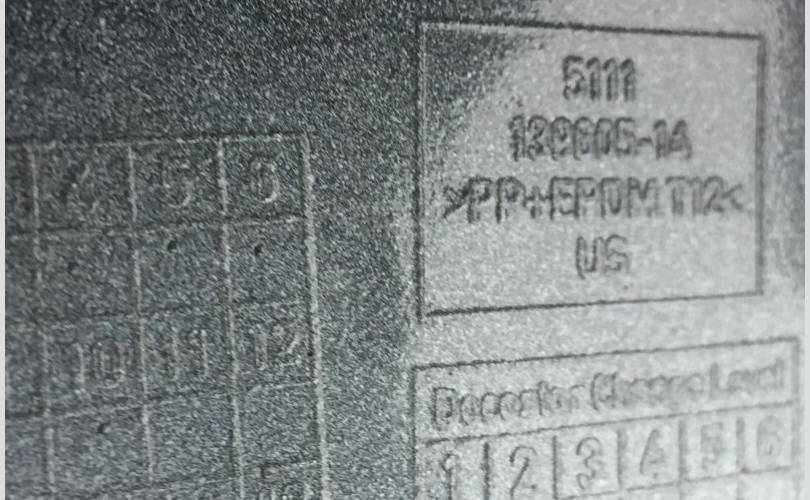 4 5 6
10 11 12
5111
>PP+EPDM T12<
US
Decostar Change Level
1 2 3 4 5 6